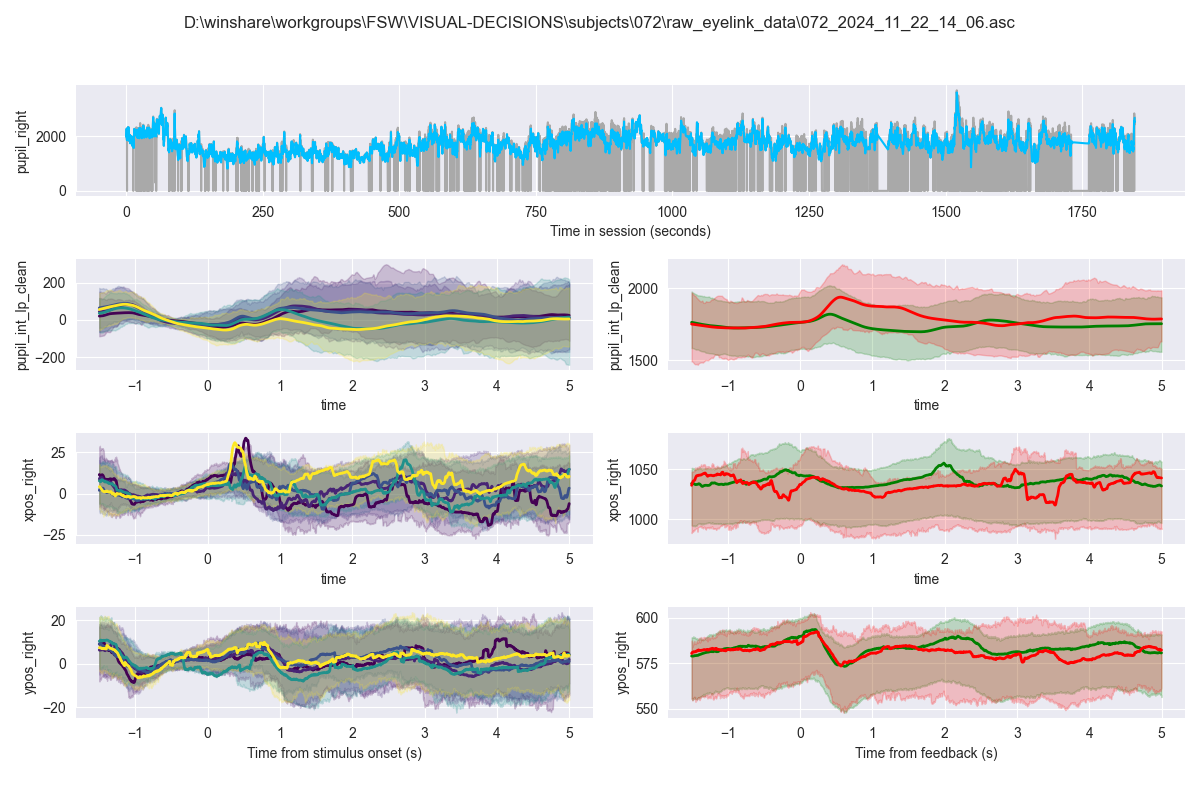 D:\winshare\workgroups\FSW\VISUAL-DECISIONS\subjects\072\raw_eyelink_data\072_2024_11_22_14_06.asc
pupil_right
2000
0
0 250 500 750 1000 1250 1500 1750
Time in session (seconds)
pupil_int_lp_clean
200
0
−200
−1 0 1 2 3 4 5
time
pupil_int_lp_clean
2000
1500
−1 0 1 2 3 4 5
time
xpos_right
25
0
−25
−1 0 1 2 3 4 5
time
xpos_right
1050
1000
−1 0 1 2 3 4 5
time
ypos_right
20
0
−20
−1 0 1 2 3 4 5
Time from stimulus onset (s)
ypos_right
600
575
550
−1 0 1 2 3 4 5
Time from feedback (s)